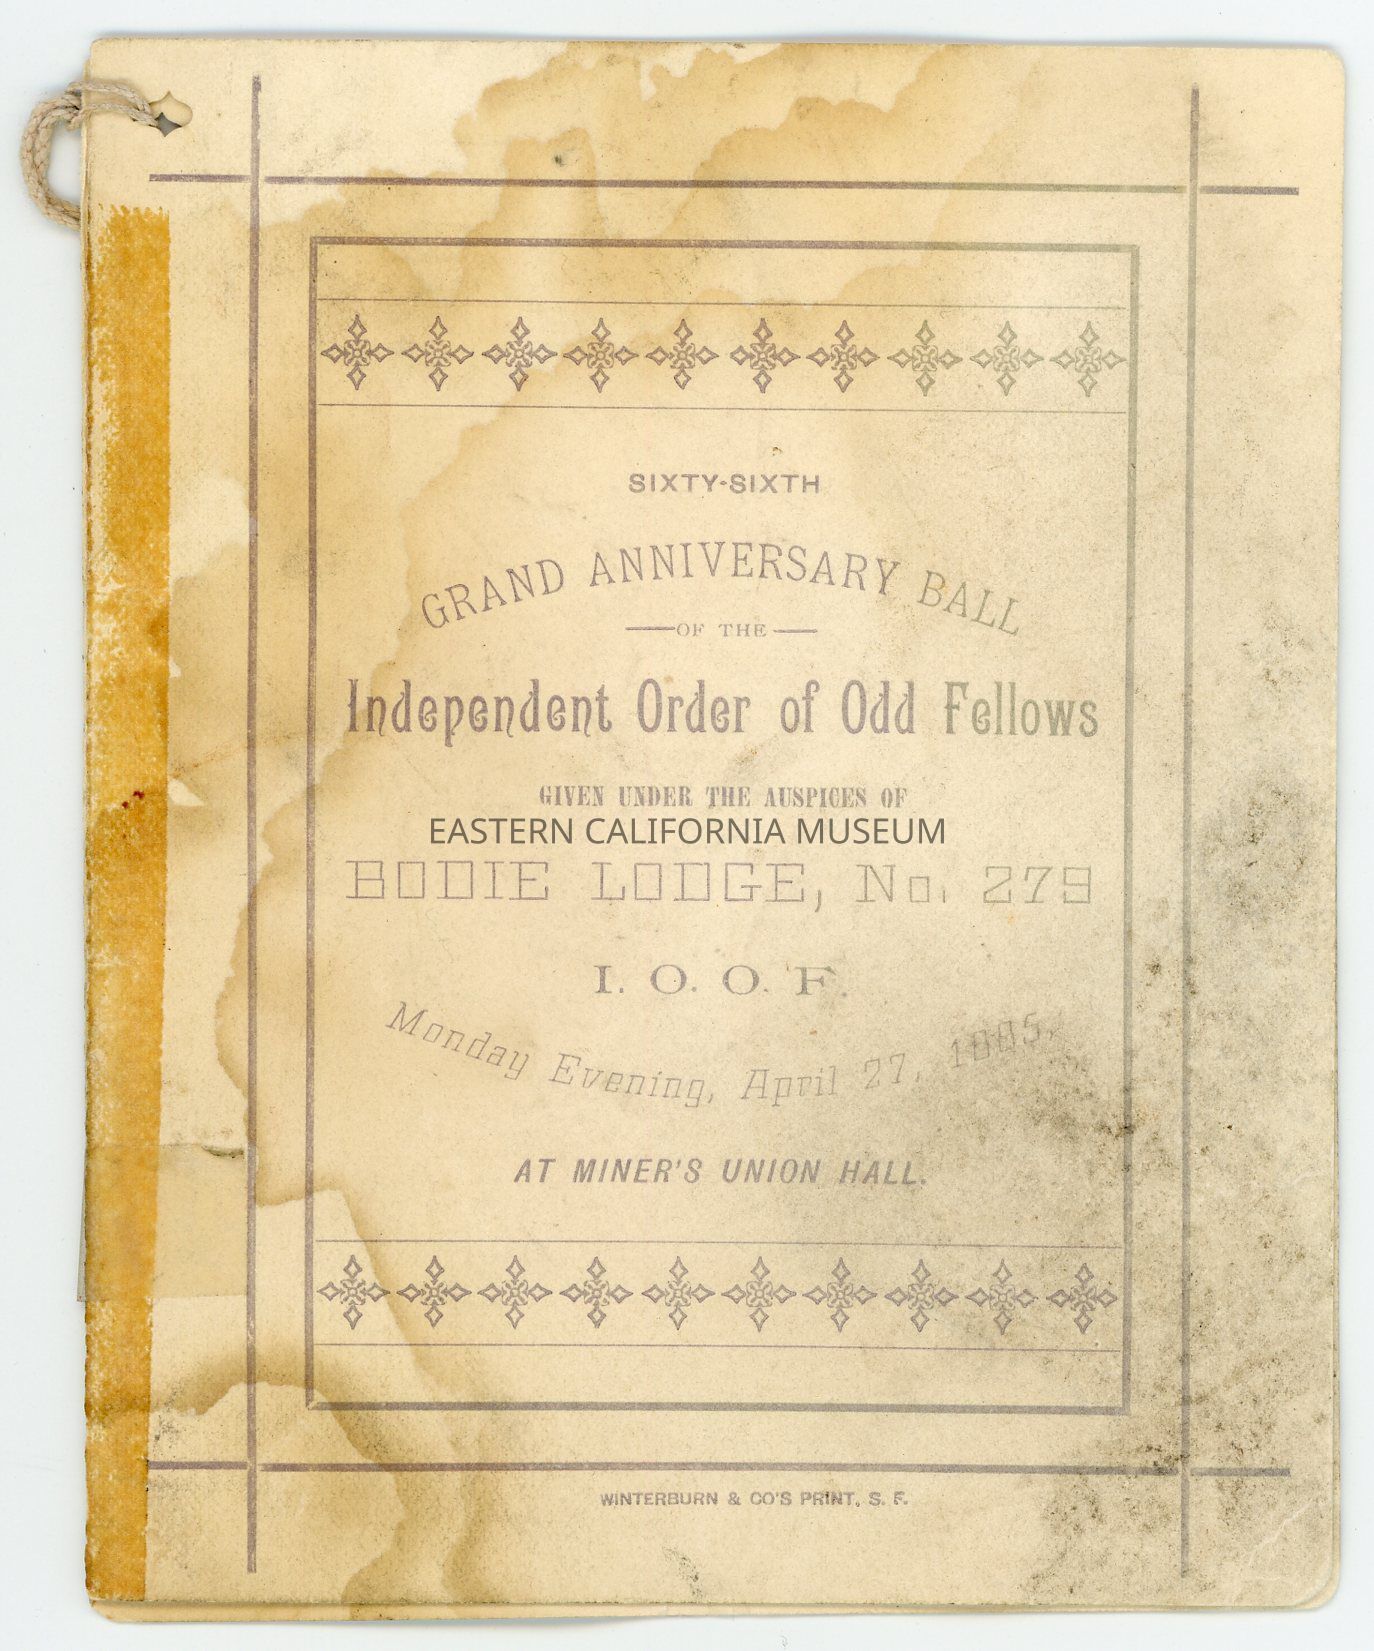 SIXTY-SIXTH
GRAND ANNIVERSARY BALL
OF THE
Independent Order of Odd Fellows
GIVEN UNDER THE AUSPICES OF
EASTERN CALIFORNIA MUSEUM
BODIE LODGE, No. 279
I. O. O. F.
Monday Evening, April 27, 1885.
AT MINER'S UNION HALL.
WINTERBURN & CO'S PRINT, S. F.